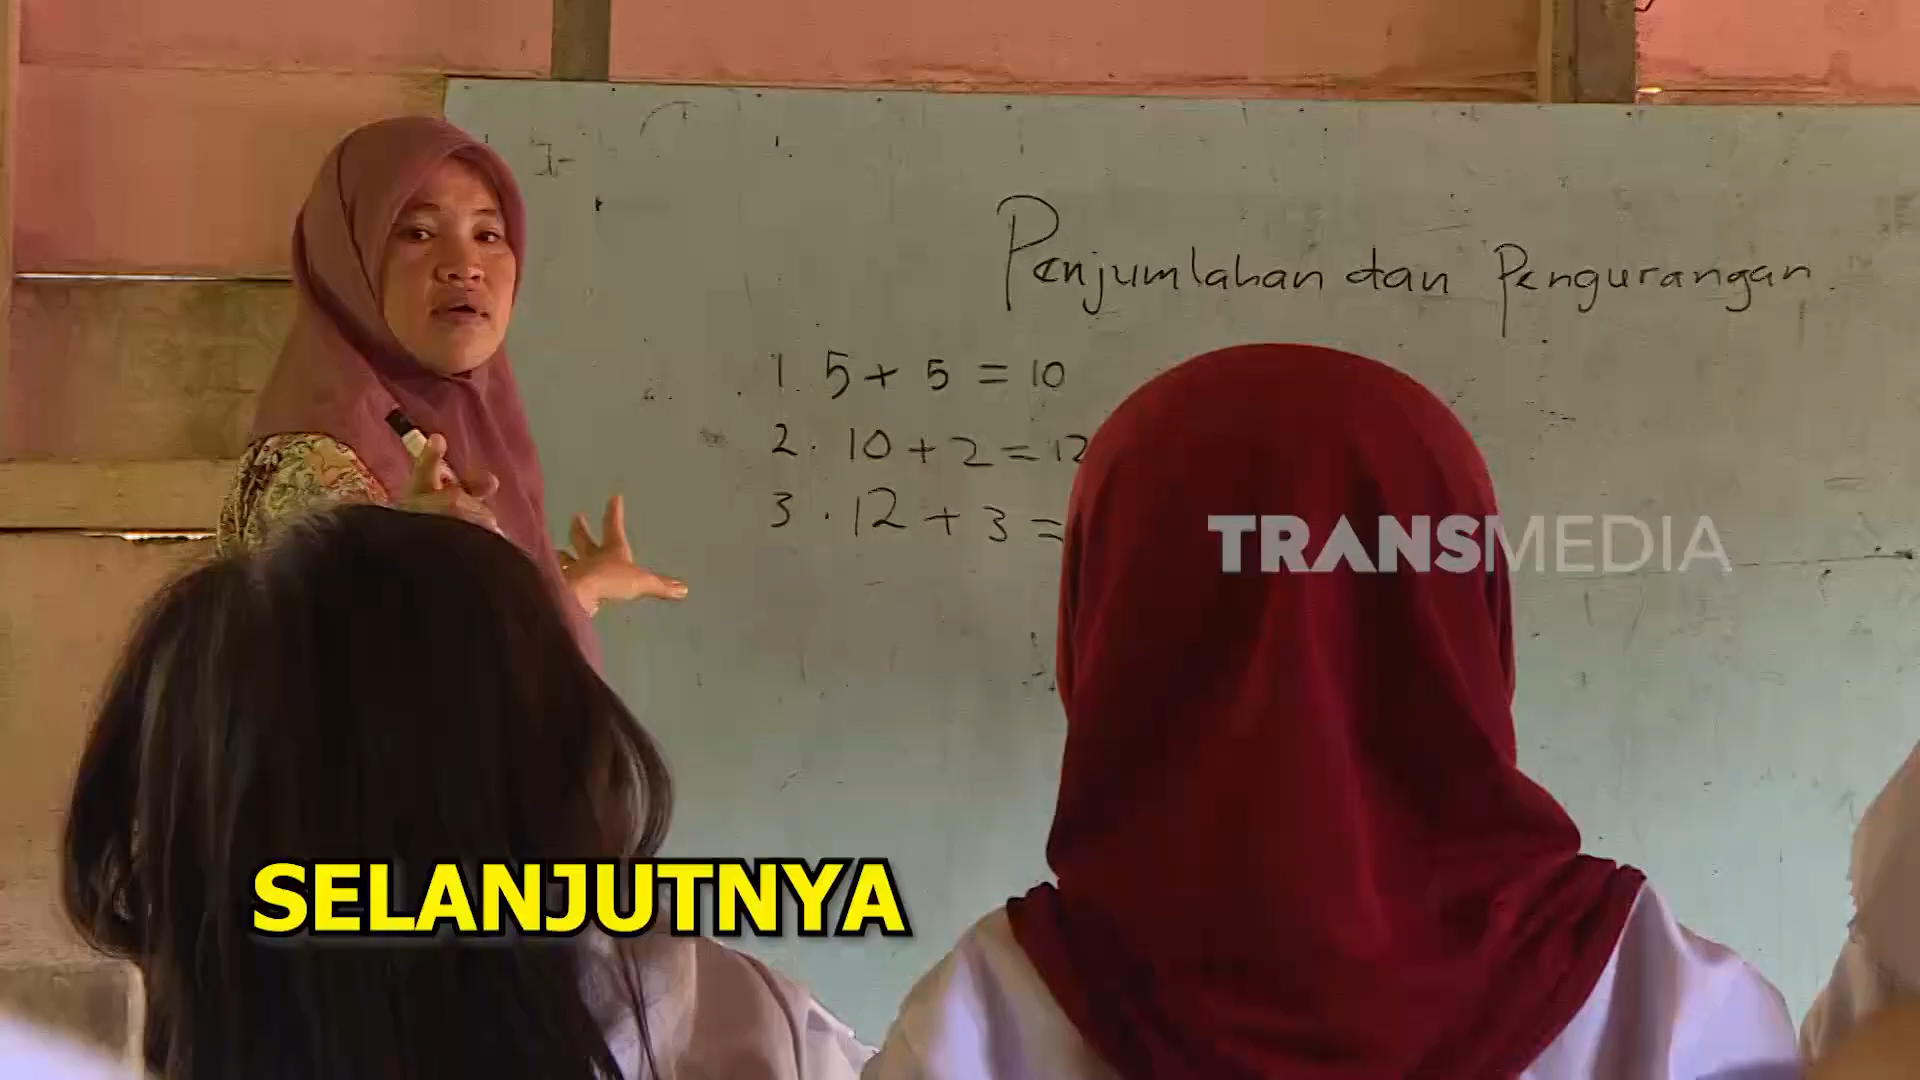 Penjumlahan dan Pengurangan
1. 5 + 5 = 10
2. 10 + 2 = 12
3. 12 + 3 =
TRANSMEDIA
SELANJUTNYA